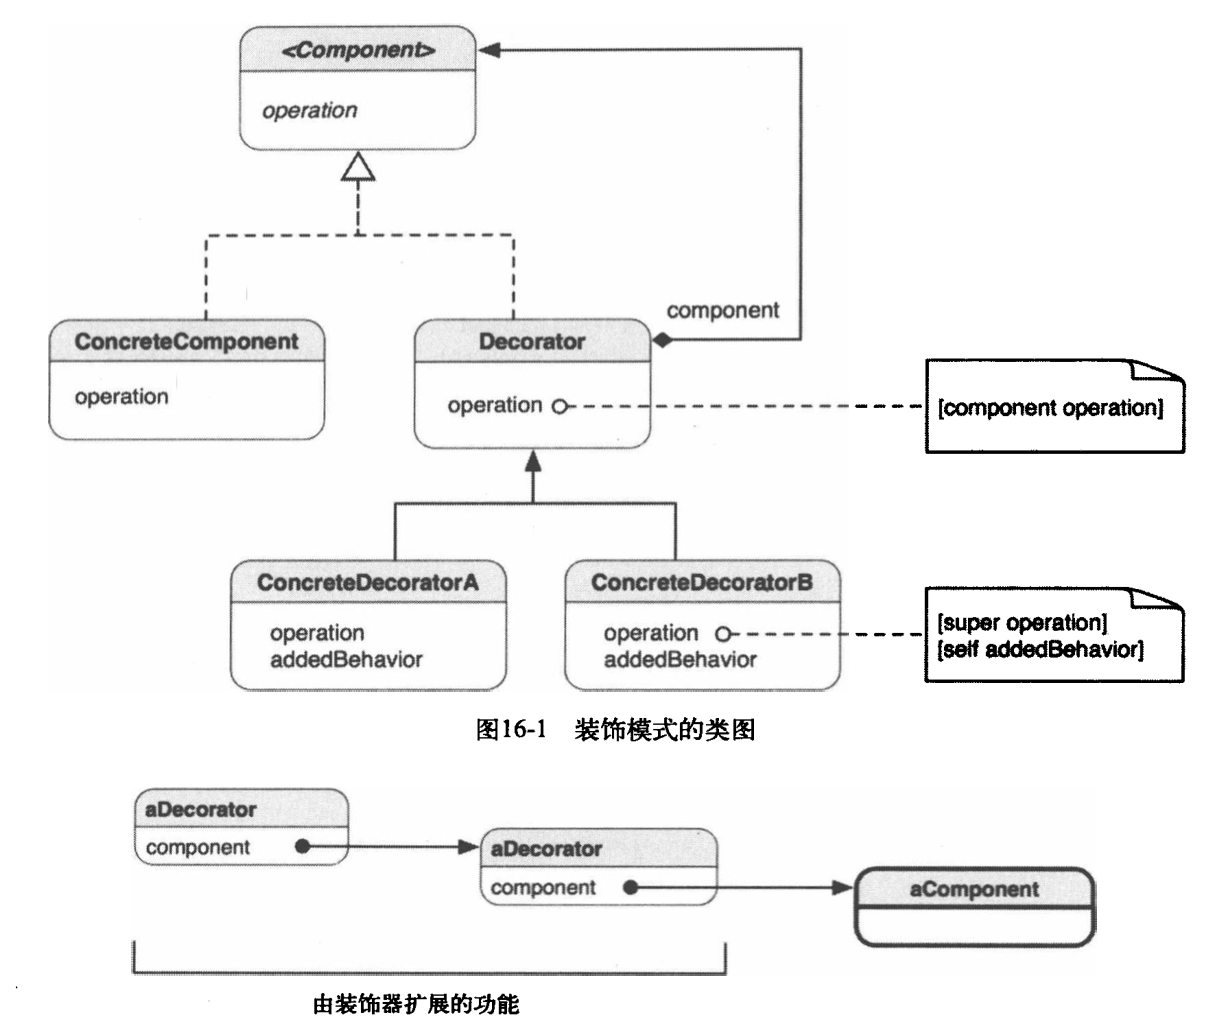 <Component>
operation
component
ConcreteComponent
operation
Decorator
operation
[component operation]
ConcreteDecoratorA
operation
addedBehavior
ConcreteDecoratorB
operation
addedBehavior
[super operation]
[self addedBehavior]
图16-1 装饰模式的类图
aDecorator
component
aDecorator
component
aComponent
由装饰器扩展的功能